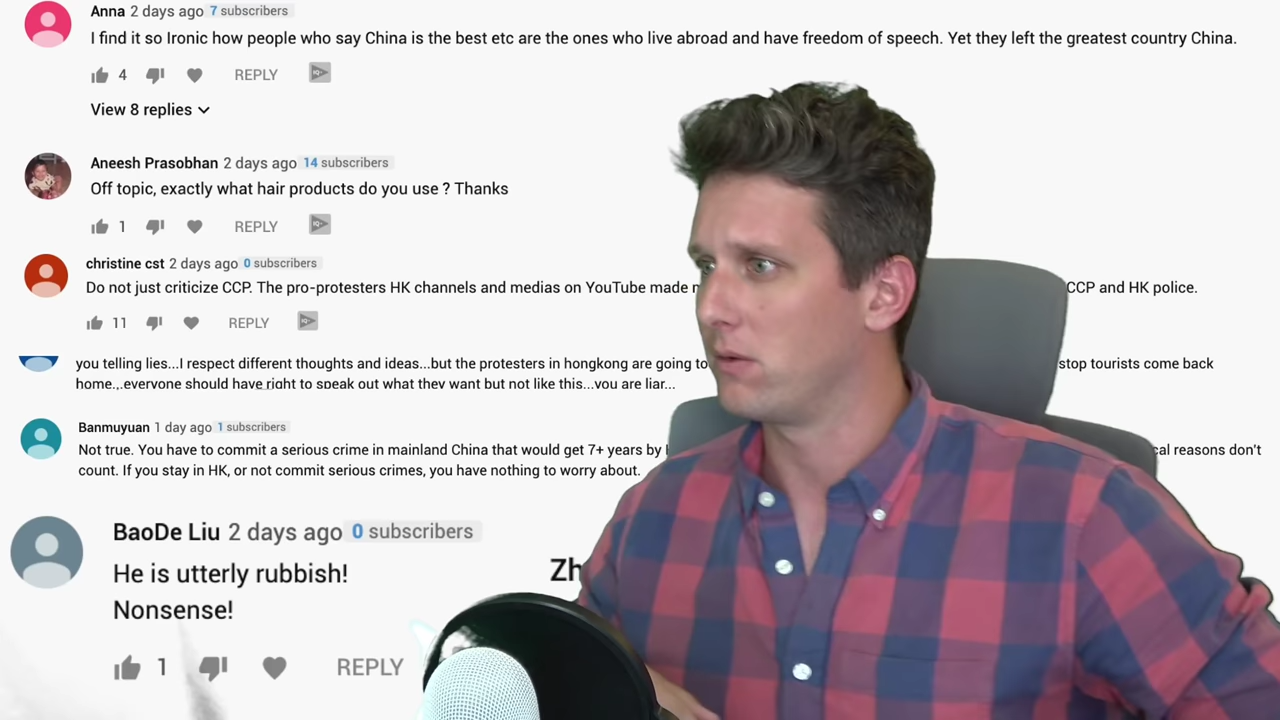 Anna 2 days ago 7 subscribers
I find it so Ironic how people who say China is the best etc are the ones who live abroad and have freedom of speech. Yet they left the greatest country China.
4 REPLY
View 8 replies
Aneesh Prasobhan 2 days ago 14 subscribers
Off topic, exactly what hair products do you use ? Thanks
1 REPLY
christine cst 2 days ago 0 subscribers
Do not just criticize CCP. The pro-protesters HK channels and medias on YouTube made CCP and HK police.
11 REPLY
you telling lies...I respect different thoughts and ideas...but the protesters in hongkong are going to stop tourists come back
home...everyone should have right to speak out what they want but not like this...you are liar...
Banmuyuan 1 day ago 1 subscribers
Not true. You have to commit a serious crime in mainland China that would get 7+ years by reasons don't
count. If you stay in HK, or not commit serious crimes, you have nothing to worry about.
BaoDe Liu 2 days ago 0 subscribers
He is utterly rubbish!
Zh
Nonsense!
1 REPLY